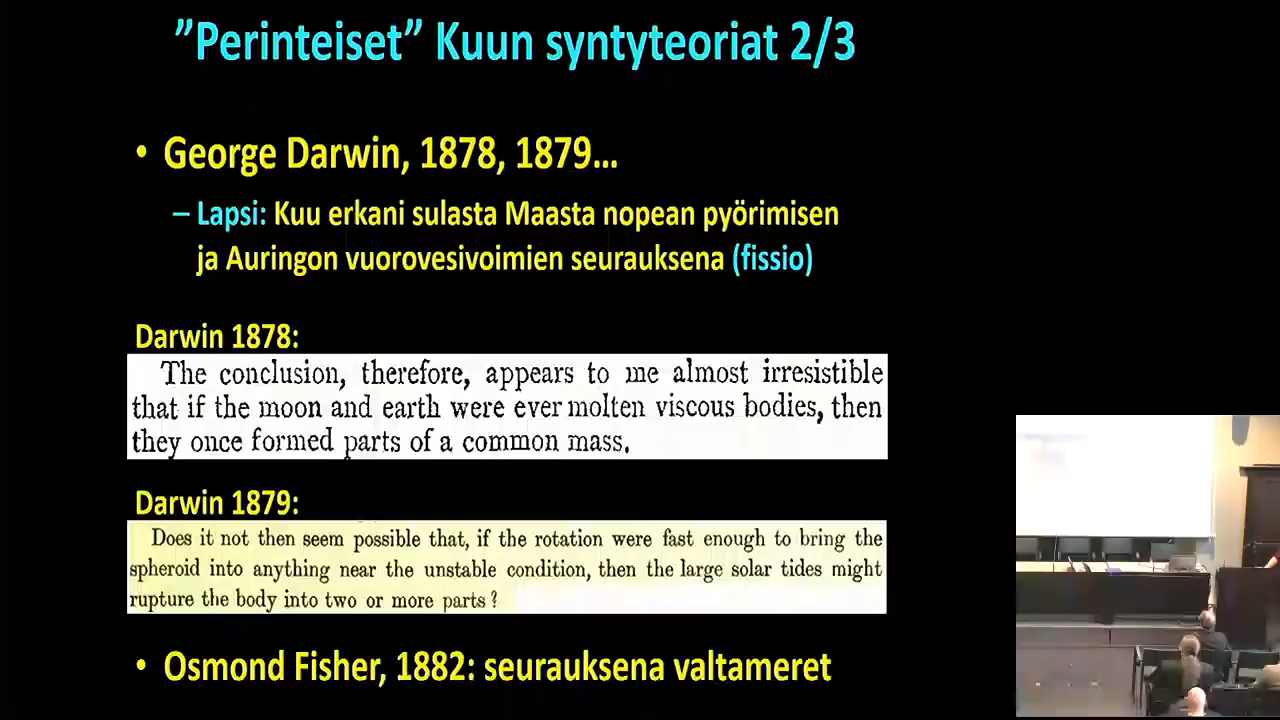 ”Perinteiset” Kuun syntyteoriat 2/3
• George Darwin, 1878, 1879...
– Lapsi: Kuu erkani sulasta Maasta nopean pyörimisen
ja Auringon vuorovesivoimien seurauksena (fissio)
Darwin 1878:
The conclusion, therefore, appears to me almost irresistible
that if the moon and earth were ever molten viscous bodies, then
they once formed parts of a common mass.
Darwin 1879:
Does it not then seem possible that, if the rotation were fast enough to bring the
spheroid into anything near the unstable condition, then the large solar tides might
rupture the body into two or more parts?
• Osmond Fisher, 1882: seurauksena valtameret